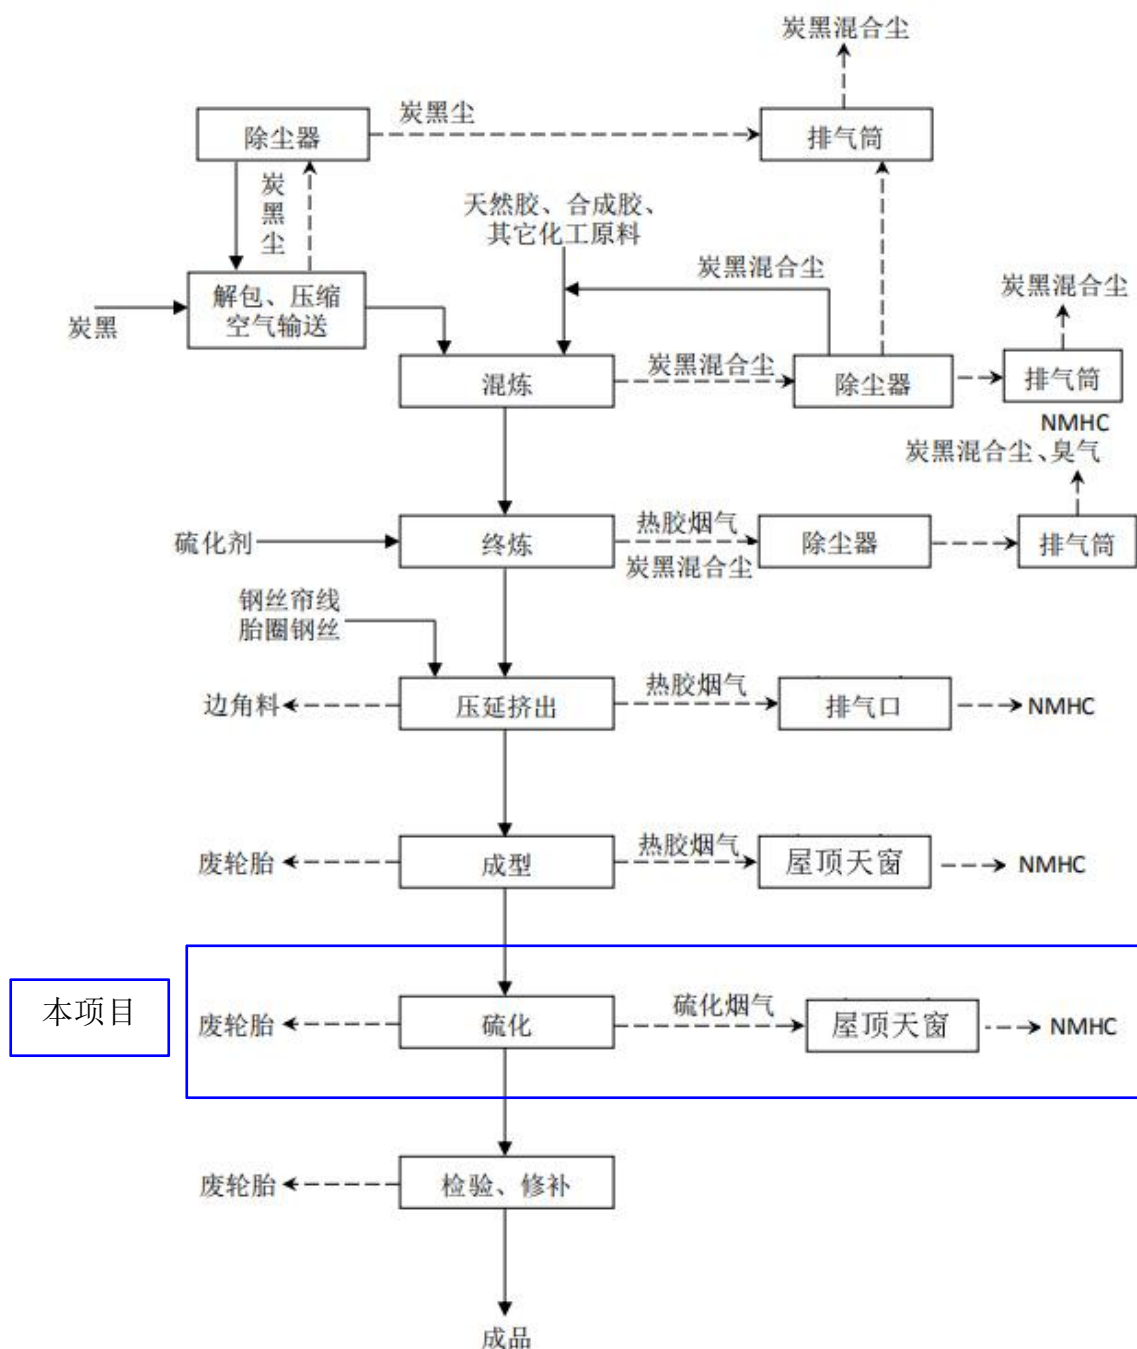 炭黑混合尘
炭黑尘
除尘器
排气筒
炭黑尘
天然胶、合成胶、
其它化工原料
炭黑混合尘
炭黑混合尘
解包、压缩
空气输送
炭黑
混炼
炭黑混合尘
除尘器
排气筒
NMHC
炭黑混合尘、臭气
硫化剂
终炼
热胶烟气
炭黑混合尘
除尘器
排气筒
钢丝帘线
胎圈钢丝
边角料
压延挤出
热胶烟气
排气口
NMHC
废轮胎
成型
热胶烟气
屋顶天窗
NMHC
本项目
废轮胎
硫化
硫化烟气
屋顶天窗
NMHC
废轮胎
检验、修补
成品